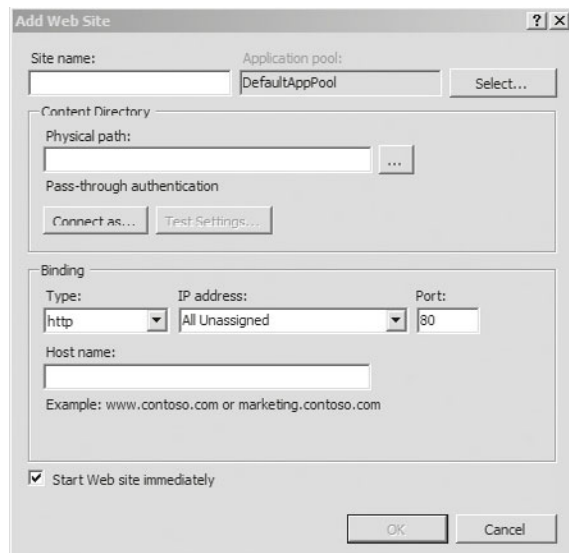 Add Web Site
Site name:
Application pool:
DefaultAppPool
Select...
Content Directory
Physical path:
...
Pass-through authentication
Connect as...
Test Settings...
Binding
Type:
IP address:
Port:
http
All Unassigned
80
Host name:
Example: www.contoso.com or marketing.contoso.com
Start Web site immediately
OK
Cancel